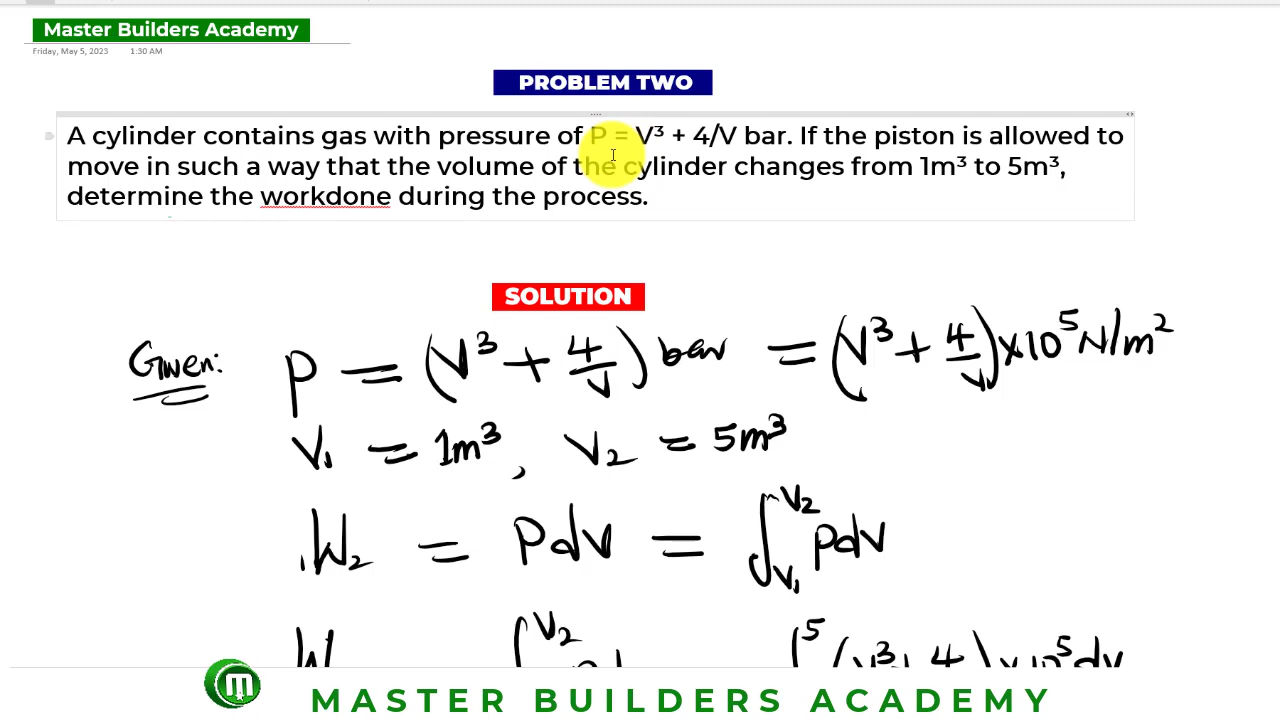 Master Builders Academy
Friday, May 5, 2023 1:30 AM
PROBLEM TWO
A cylinder contains gas with pressure of P = V³ + 4/V bar. If the piston is allowed to
move in such a way that the volume of the cylinder changes from 1m³ to 5m³,
determine the workdone during the process.
SOLUTION
Given: P = (V³ + 4/V) bar = (V³ + 4/V) × 10⁵ N/m²
V₁ = 1m³, V₂ = 5m³
₁W₂ = Pdv = ∫V₁^V₂ Pdv
MASTER BUILDERS ACADEMY